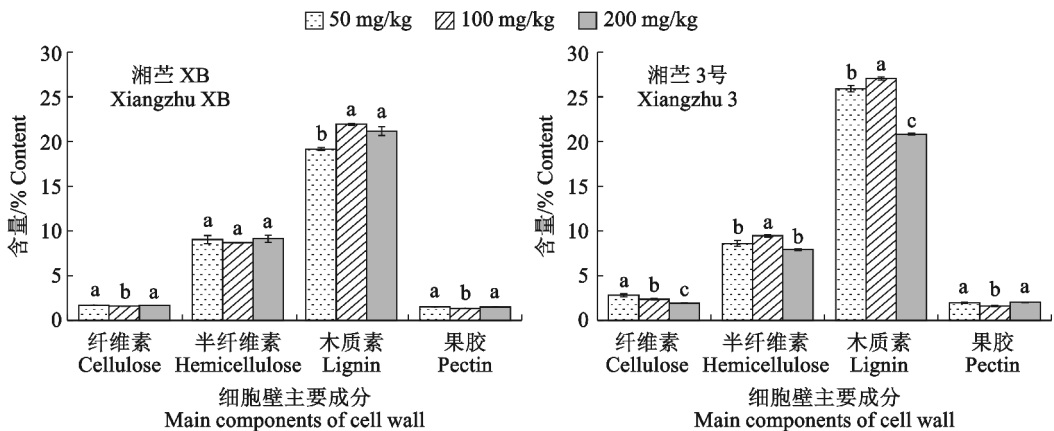 50 mg/kg 100 mg/kg 200 mg/kg
含量/% Content
30
25
20
15
10
5
0
湘苎 XB
Xiangzhu XB
a b a
a a a
b a a
a b a
纤维素 半纤维素 木质素 果胶
Cellulose Hemicellulose Lignin Pectin
细胞壁主要成分
Main components of cell wall
含量/% Content
30
25
20
15
10
5
0
湘苎 3号
Xiangzhu 3
a b c
b a b
b a c
a b a
纤维素 半纤维素 木质素 果胶
Cellulose Hemicellulose Lignin Pectin
细胞壁主要成分
Main components of cell wall